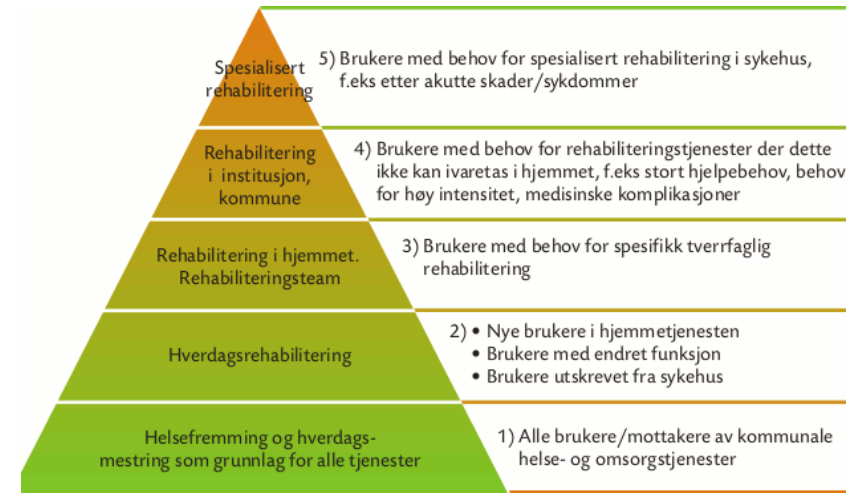 Spesialisert
rehabilitering
5) Brukere med behov for spesialisert rehabilitering i sykehus,
f.eks etter akutte skader/sykdommer
Rehabilitering
i institusjon,
kommune
4) Brukere med behov for rehabiliteringstjenester der dette
ikke kan ivaretas i hjemmet, f.eks stort hjelpebehov, behov
for høy intensitet, medisinske komplikasjoner
Rehabilitering i hjemmet.
Rehabiliteringsteam
3) Brukere med behov for spesifikk tverrfaglig
rehabilitering
Hverdagsrehabilitering
2) • Nye brukere i hjemmetjenesten
• Brukere med endret funksjon
• Brukere utskrevet fra sykehus
Helsefremming og hverdags-
mestring som grunnlag for alle tjenester
1) Alle brukere/mottakere av kommunale
helse- og omsorgstjenester